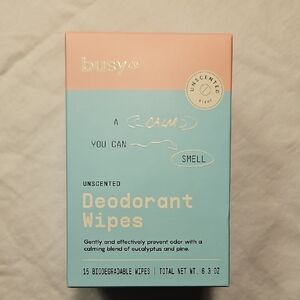 busy
UNSCENTED
A CALM
YOU CAN
SMELL
UNSCENTED
Deodorant
Wipes
Gently and effectively prevent odor with a
calming blend of eucalyptus and pine.
15 BIODEGRADABLE WIPES | TOTAL NET WT. 6.3 OZ